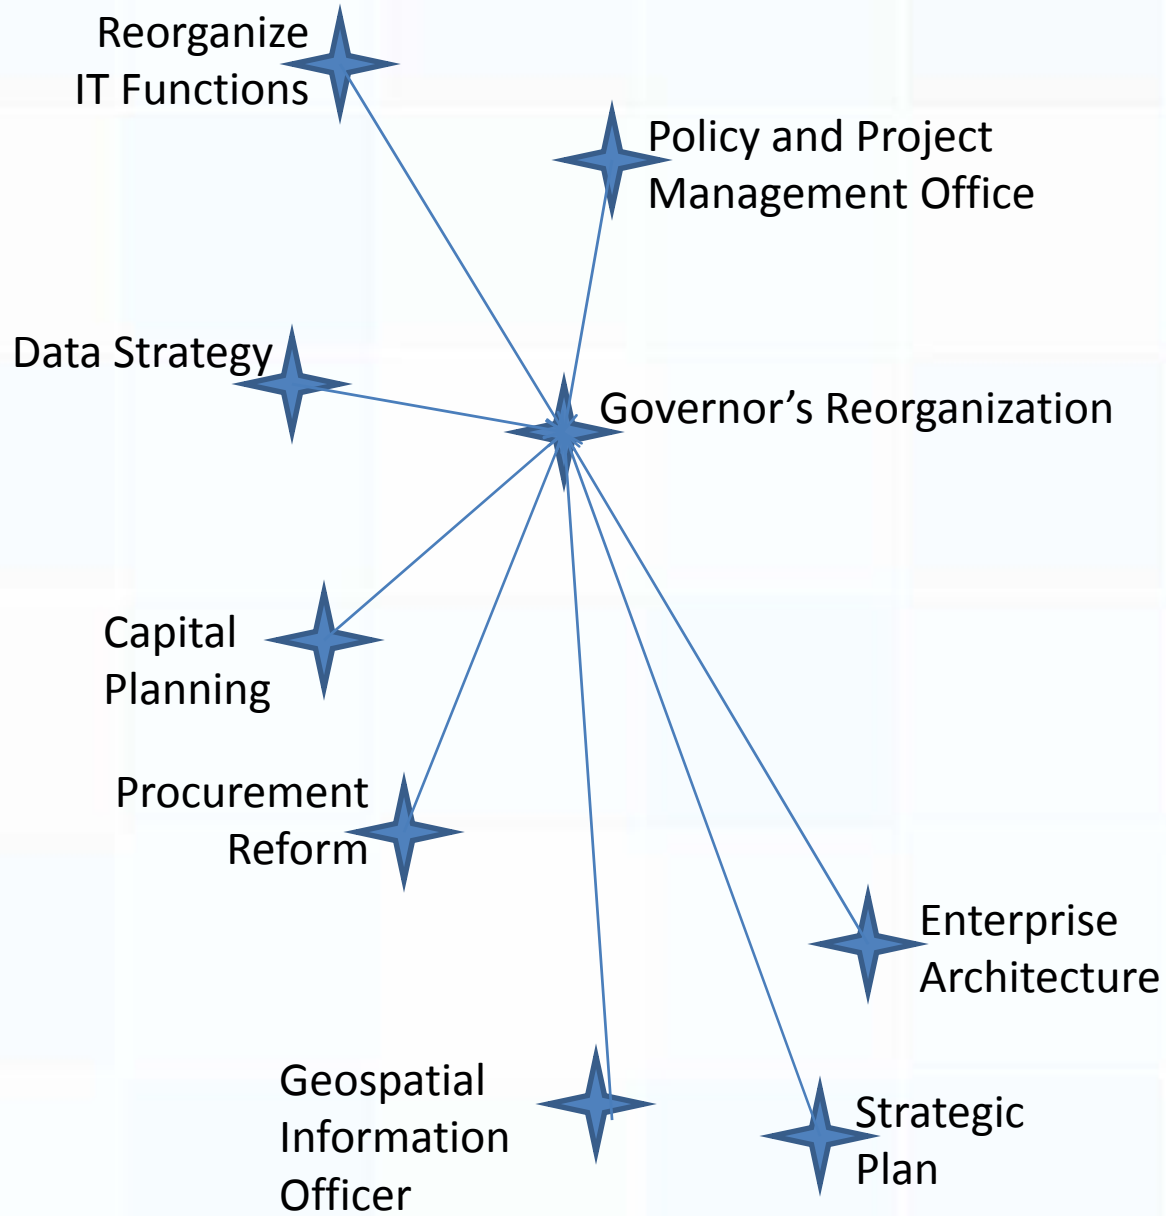 Reorganize
IT Functions
Policy and Project
Management Office
Data Strategy
Governor’s Reorganization
Capital
Planning
Procurement
Reform
Enterprise
Architecture
Geospatial
Information
Officer
Strategic
Plan